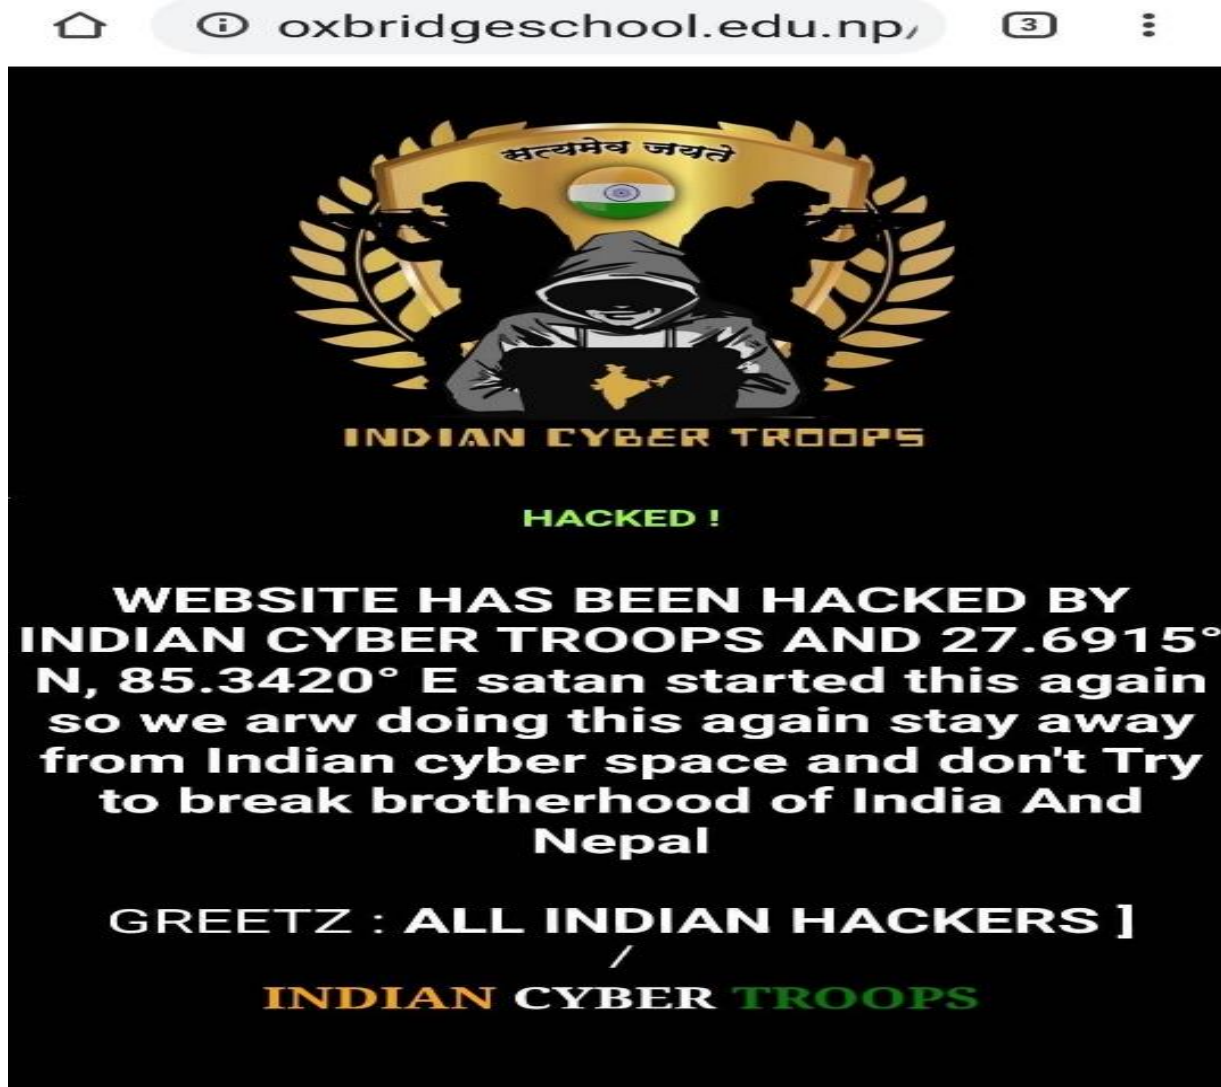 oxbridgeschool.edu.np/
3
सत्यमेव जयते
INDIAN CYBER TROOPS
HACKED !
WEBSITE HAS BEEN HACKED BY
INDIAN CYBER TROOPS AND 27.6915°
N, 85.3420° E satan started this again
so we arw doing this again stay away
from Indian cyber space and don't Try
to break brotherhood of India And
Nepal
GREETZ : ALL INDIAN HACKERS ]
/
INDIAN CYBER TROOPS